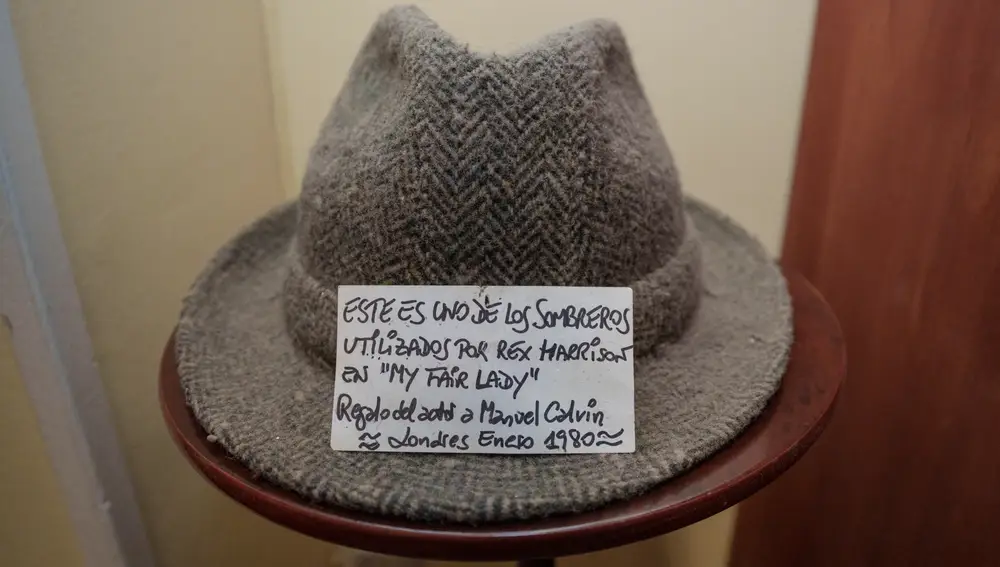 ESTE ES UNO DE LOS SOMBREROS
UTILIZADOS POR REX HARRISON
EN "MY FAIR LADY"
Regalo del actor a Manuel Calvin
≈ Londres Enero 1980 ≈